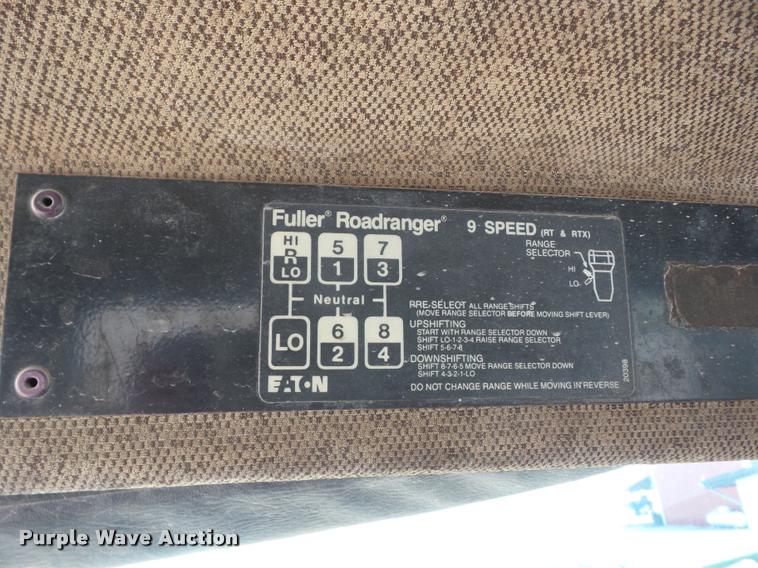 Fuller® Roadranger® 9 SPEED (RT & RTX)
HI R LO 5 1 7 3
RANGE SELECTOR
HI
LO
Neutral
LO 6 2 8 4
PRE-SELECT ALL RANGE SHIFTS
(MOVE RANGE SELECTOR BEFORE MOVING SHIFT LEVER)
UPSHIFTING
START WITH RANGE SELECTOR DOWN
SHIFT LO-1-2-3-4 RAISE RANGE SELECTOR
SHIFT 5-6-7-8
DOWNSHIFTING
SHIFT 8-7-6-5 MOVE RANGE SELECTOR DOWN
SHIFT 4-3-2-1-LO
EATON
DO NOT CHANGE RANGE WHILE MOVING IN REVERSE
20398
Purple Wave Auction